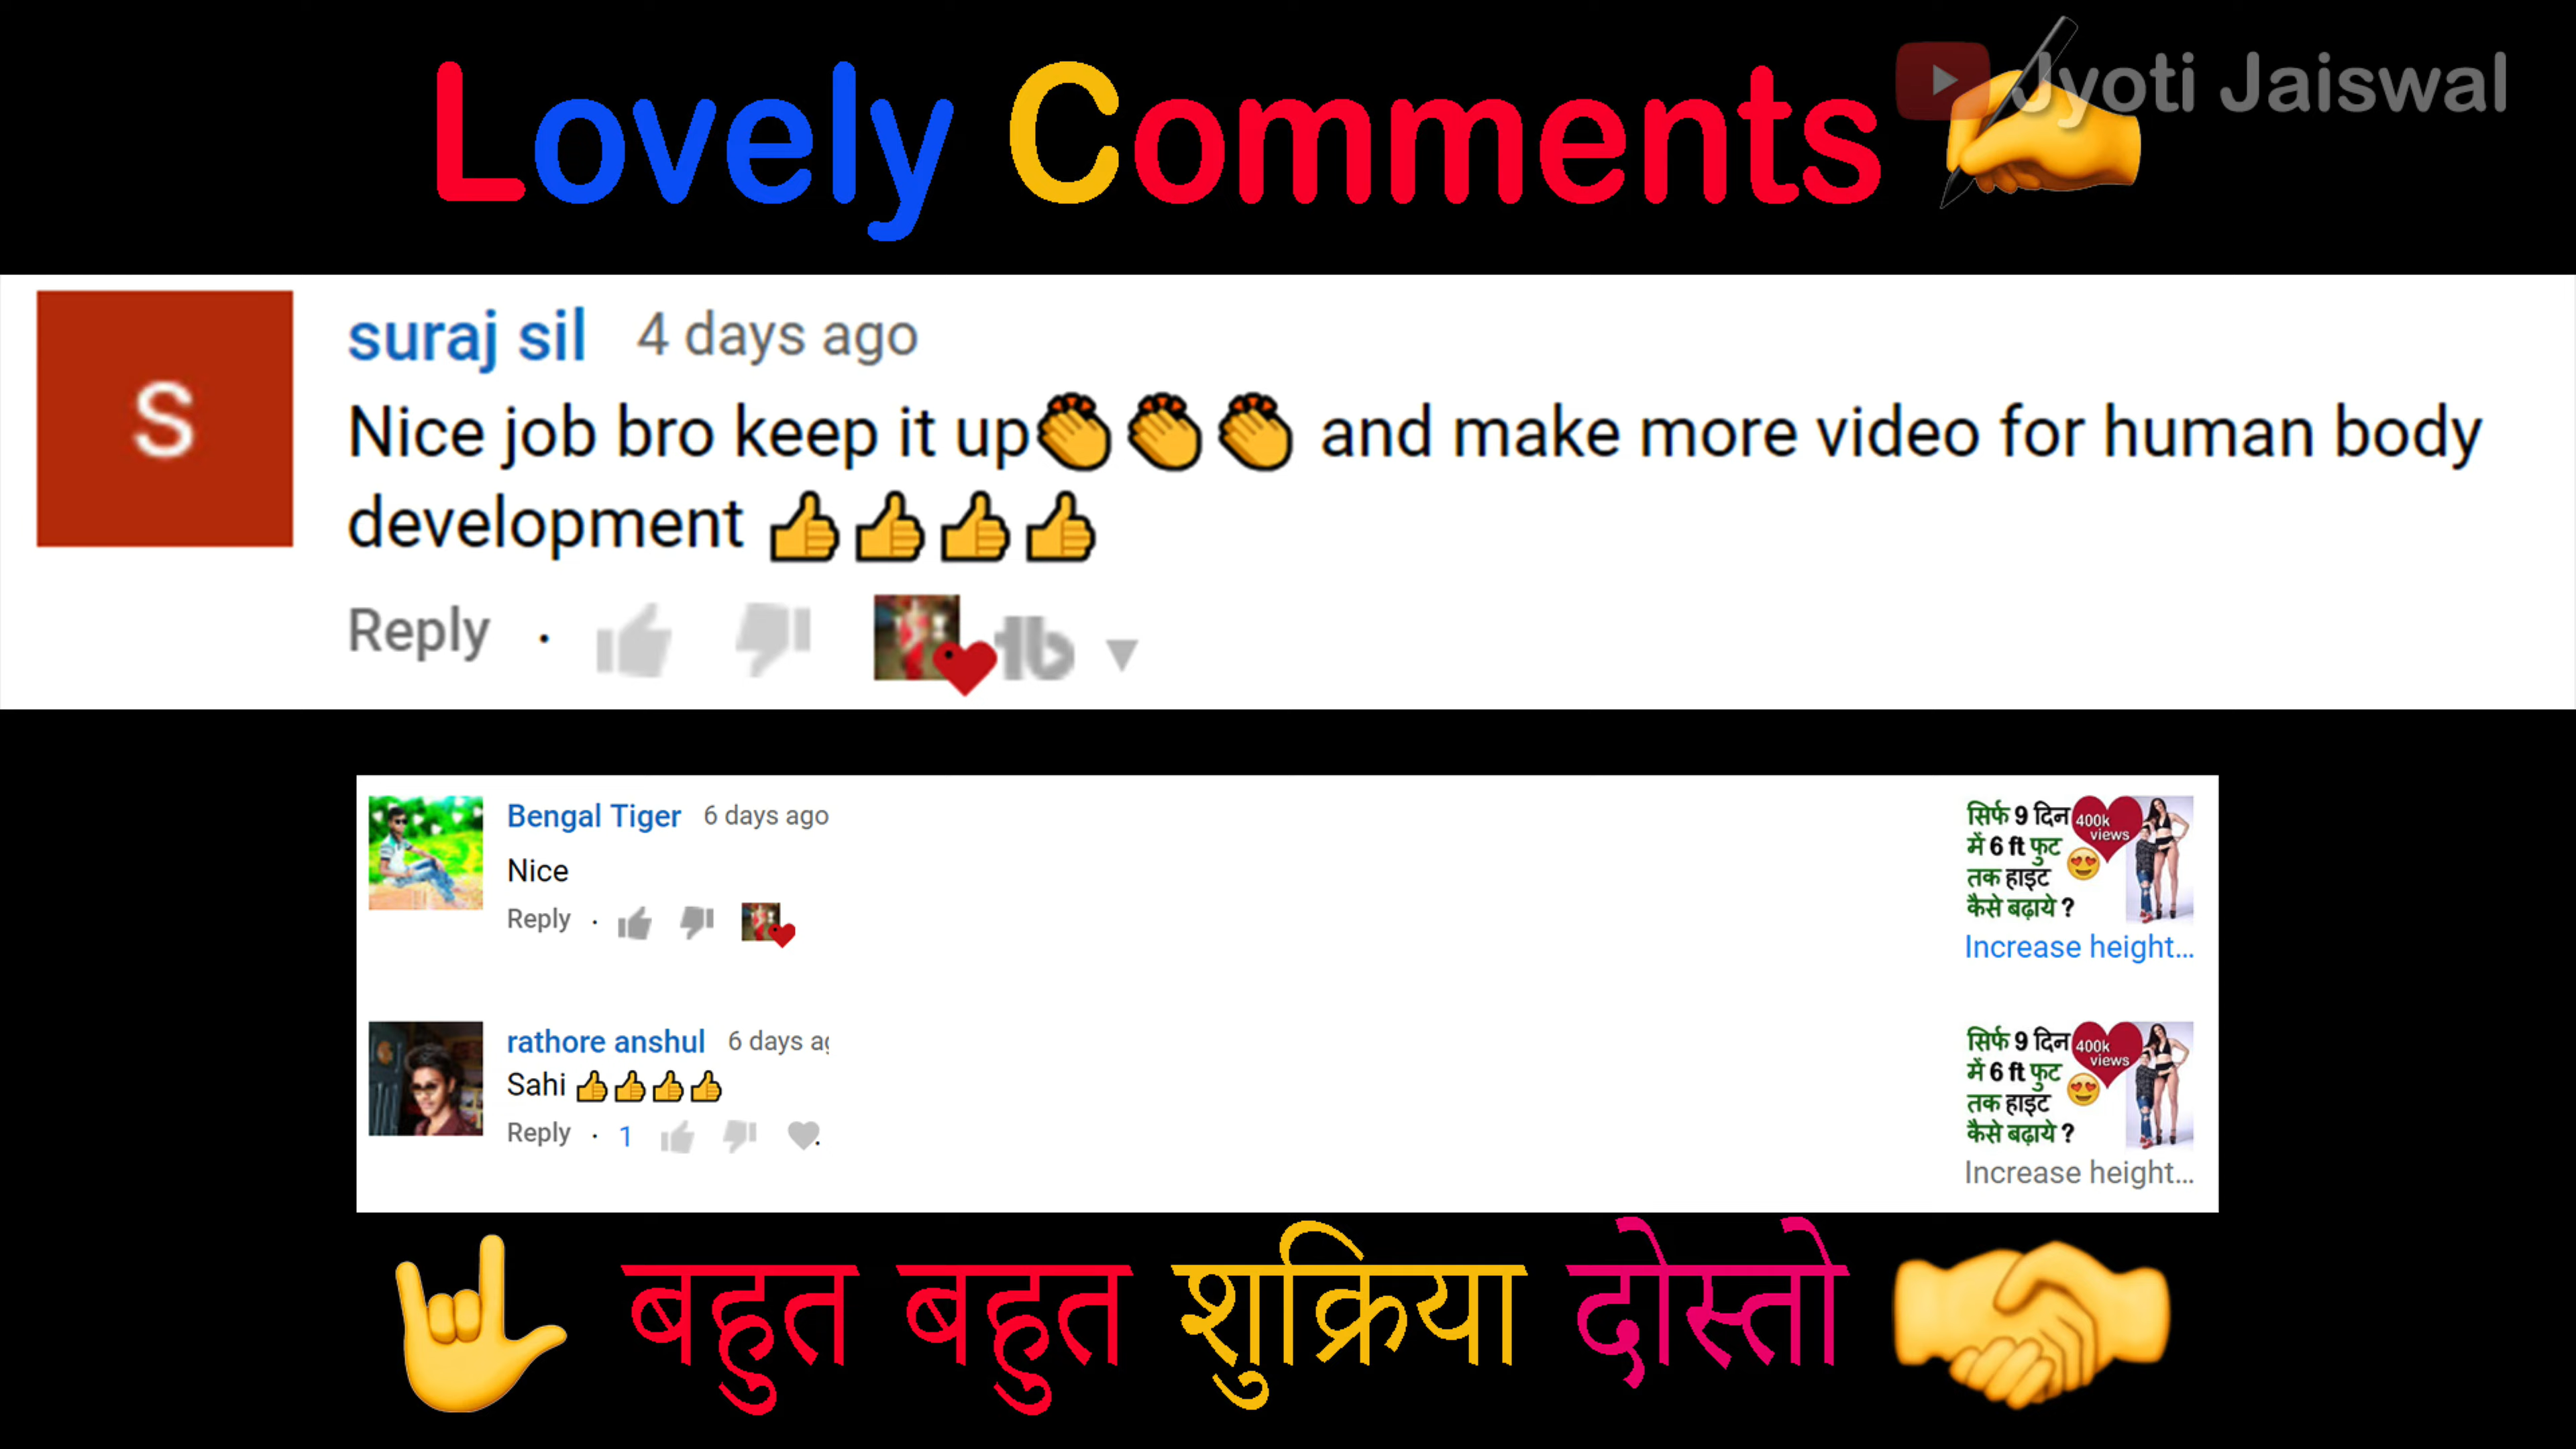 Lovely Comments ✍
Jyoti Jaiswal
S
suraj sil 4 days ago
Nice job bro keep it up👏👏👏 and make more video for human body
development 👍👍👍👍
Reply ·
Bengal Tiger 6 days ago
Nice
Reply ·
सिर्फ 9 दिन
में 6 ft फुट
तक हाइट
कैसे बढ़ाये ?
400k
views
Increase height...
rathore anshul 6 days
Sahi 👍👍👍👍
Reply · 1
सिर्फ 9 दिन
में 6 ft फुट
तक हाइट
कैसे बढ़ाये ?
400k
views
Increase height...
🤟 बहुत बहुत शुक्रिया दोस्तो 🤝